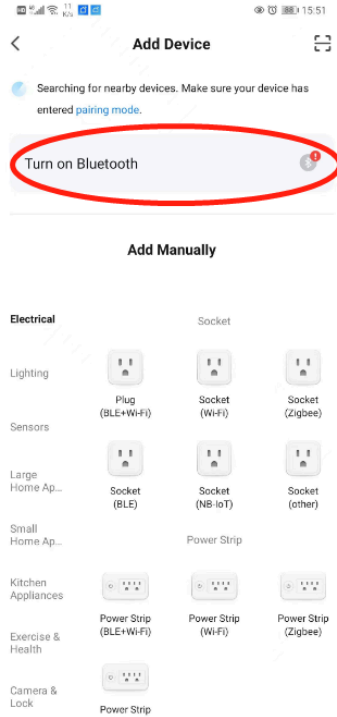 HD 11 K/s 15:51
Add Device
Searching for nearby devices. Make sure your device has
entered pairing mode.
Turn on Bluetooth
Add Manually
Electrical
Socket
Lighting
Plug
(BLE+Wi-Fi)
Socket
(Wi-Fi)
Socket
(Zigbee)
Sensors
Large
Home Ap...
Socket
(BLE)
Socket
(NB-IoT)
Socket
(other)
Small
Home Ap...
Power Strip
Kitchen
Appliances
Power Strip
(BLE+Wi-Fi)
Power Strip
(Wi-Fi)
Power Strip
(Zigbee)
Exercise &
Health
Camera &
Lock
Power Strip